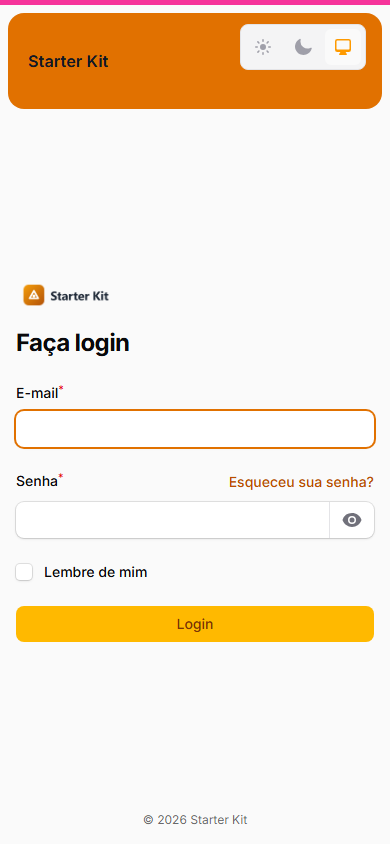 Starter Kit
Starter Kit
Faça login
E-mail*
Senha*
Esqueceu sua senha?
Lembre de mim
Login
© 2026 Starter Kit